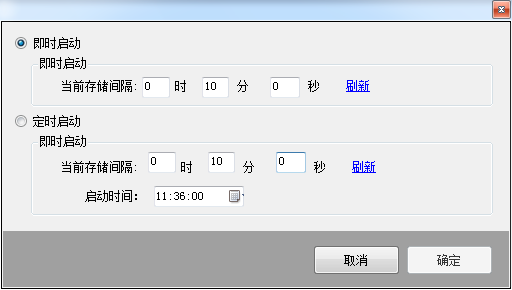 即时启动
即时启动
当前存储间隔: 0 时 10 分 0 秒 刷新
定时启动
即时启动
当前存储间隔: 0 时 10 分 0 秒 刷新
启动时间: 11:36:00
取消 确定